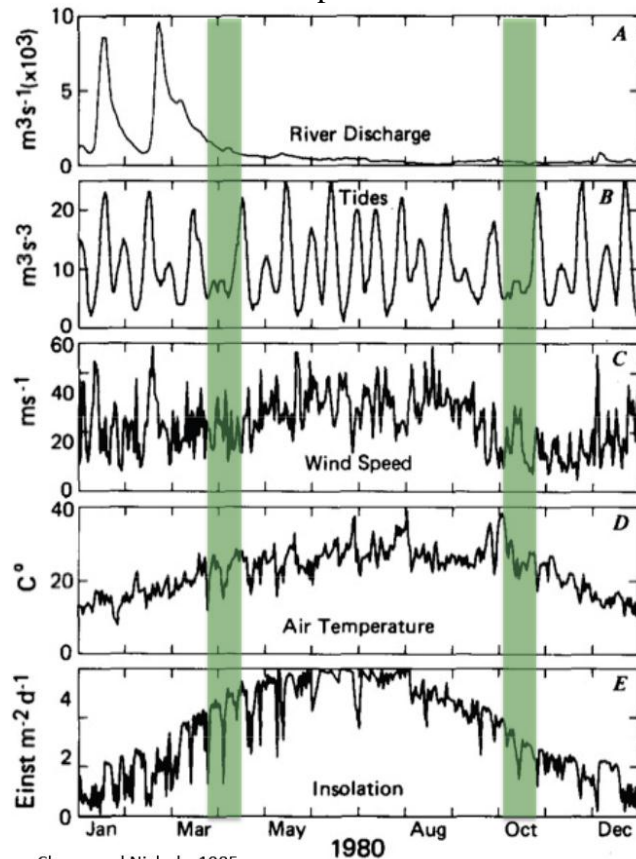 10
A
m³s⁻¹(x10³)
5
River Discharge
0
Tides
B
20
m³s⁻³
10
0
60
C
40
ms⁻¹
20
Wind Speed
0
40
D
C°
20
Air Temperature
0
E
4
Einst m⁻² d⁻¹
2
Insolation
0
Jan Mar May Aug Oct Dec
1980